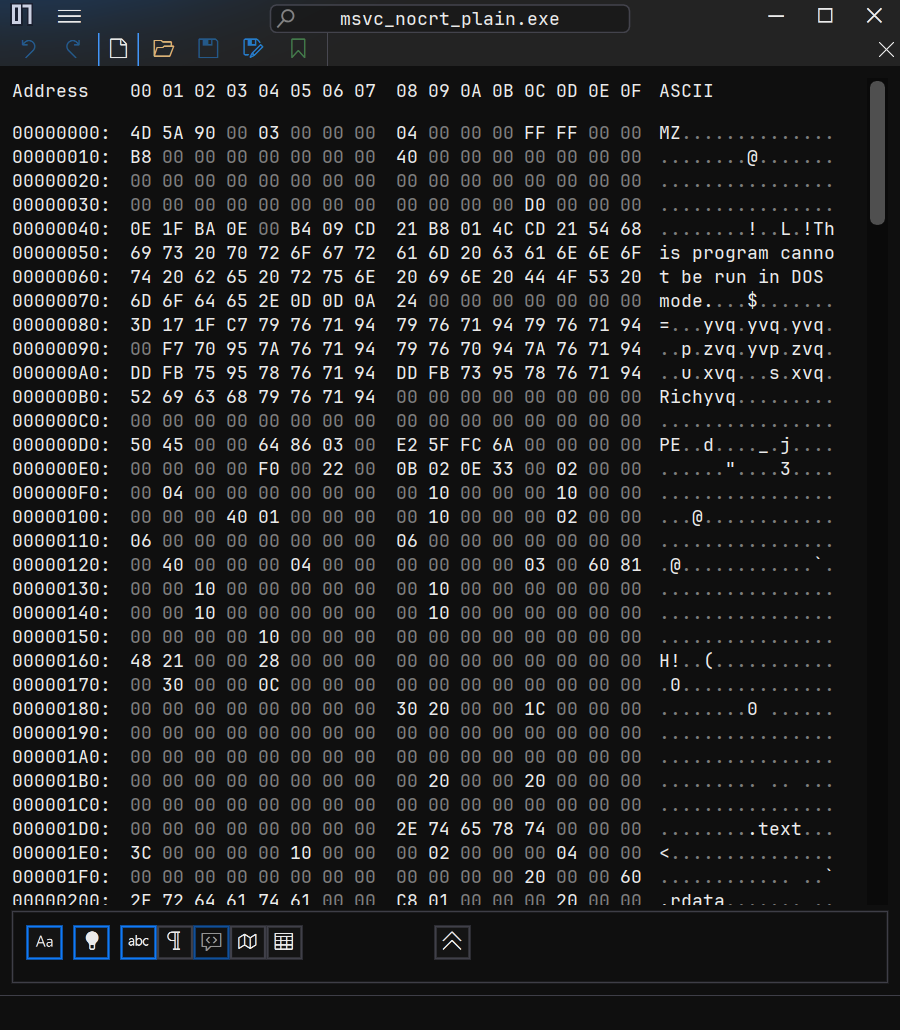 01
msvc_nocrt_plain.exe
Address 00 01 02 03 04 05 06 07 08 09 0A 0B 0C 0D 0E 0F ASCII
00000000: 4D 5A 90 00 03 00 00 00 04 00 00 00 FF FF 00 00 MZ..............
00000010: B8 00 00 00 00 00 00 00 40 00 00 00 00 00 00 00 ........@.......
00000020: 00 00 00 00 00 00 00 00 00 00 00 00 00 00 00 00 ................
00000030: 00 00 00 00 00 00 00 00 00 00 00 00 D0 00 00 00 ................
00000040: 0E 1F BA 0E 00 B4 09 CD 21 B8 01 4C CD 21 54 68 ........!..L.!Th
00000050: 69 73 20 70 72 6F 67 72 61 6D 20 63 61 6E 6E 6F is program canno
00000060: 74 20 62 65 20 72 75 6E 20 69 6E 20 44 4F 53 20 t be run in DOS
00000070: 6D 6F 64 65 2E 0D 0D 0A 24 00 00 00 00 00 00 00 mode....$.......
00000080: 3D 17 1F C7 79 76 71 94 79 76 71 94 79 76 71 94 =...yvq.yvq.yvq.
00000090: 00 F7 70 95 7A 76 71 94 79 76 70 94 7A 76 71 94 ..p.zvq.yvp.zvq.
000000A0: DD FB 75 95 78 76 71 94 DD FB 73 95 78 76 71 94 ..u.xvq...s.xvq.
000000B0: 52 69 63 68 79 76 71 94 00 00 00 00 00 00 00 00 Richyvq.........
000000C0: 00 00 00 00 00 00 00 00 00 00 00 00 00 00 00 00 ................
000000D0: 50 45 00 00 64 86 03 00 E2 5F FC 6A 00 00 00 00 PE..d...._.j....
000000E0: 00 00 00 00 F0 00 22 00 0B 02 0E 33 00 02 00 00 ......"....3....
000000F0: 00 04 00 00 00 00 00 00 00 10 00 00 00 10 00 00 ................
00000100: 00 00 00 40 01 00 00 00 00 10 00 00 00 02 00 00 ...@............
00000110: 06 00 00 00 00 00 00 00 06 00 00 00 00 00 00 00 ................
00000120: 00 40 00 00 00 04 00 00 00 00 00 00 03 00 60 81 .@............`.
00000130: 00 00 10 00 00 00 00 00 00 10 00 00 00 00 00 00 ................
00000140: 00 00 10 00 00 00 00 00 00 10 00 00 00 00 00 00 ................
00000150: 00 00 00 00 10 00 00 00 00 00 00 00 00 00 00 00 ................
00000160: 48 21 00 00 28 00 00 00 00 00 00 00 00 00 00 00 H!..(...........
00000170: 00 30 00 00 0C 00 00 00 00 00 00 00 00 00 00 00 .0..............
00000180: 00 00 00 00 00 00 00 00 30 20 00 00 1C 00 00 00 ........0 ......
00000190: 00 00 00 00 00 00 00 00 00 00 00 00 00 00 00 00 ................
000001A0: 00 00 00 00 00 00 00 00 00 00 00 00 00 00 00 00 ................
000001B0: 00 00 00 00 00 00 00 00 00 20 00 00 20 00 00 00 ......... .. ...
000001C0: 00 00 00 00 00 00 00 00 00 00 00 00 00 00 00 00 ................
000001D0: 00 00 00 00 00 00 00 00 2E 74 65 78 74 00 00 00 .........text...
000001E0: 3C 00 00 00 00 10 00 00 00 02 00 00 00 04 00 00 <...............
000001F0: 00 00 00 00 00 00 00 00 00 00 00 00 20 00 00 60 ............ ..`
00000200: 2E 72 64 61 74 61 00 00 C8 01 00 00 00 20 00 00 .rdata....... ..
Aa abc ¶